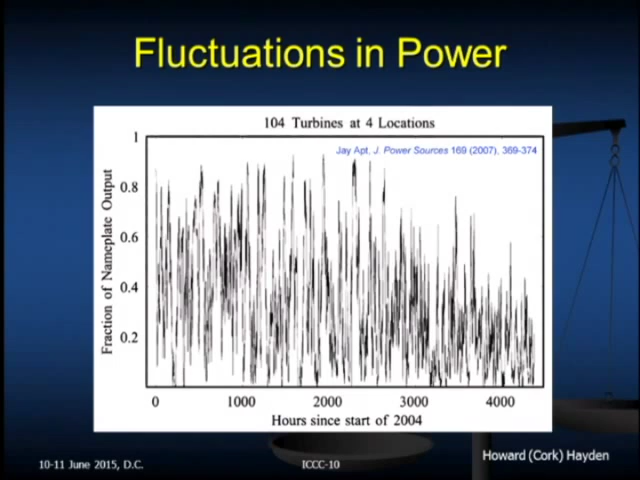 Fluctuations in Power
104 Turbines at 4 Locations
Jay Apt, J. Power Sources 169 (2007), 369-374
Fraction of Nameplate Output
1
0.8
0.6
0.4
0.2
0 1000 2000 3000 4000
Hours since start of 2004
10-11 June 2015, D.C.
ICCC-10
Howard (Cork) Hayden